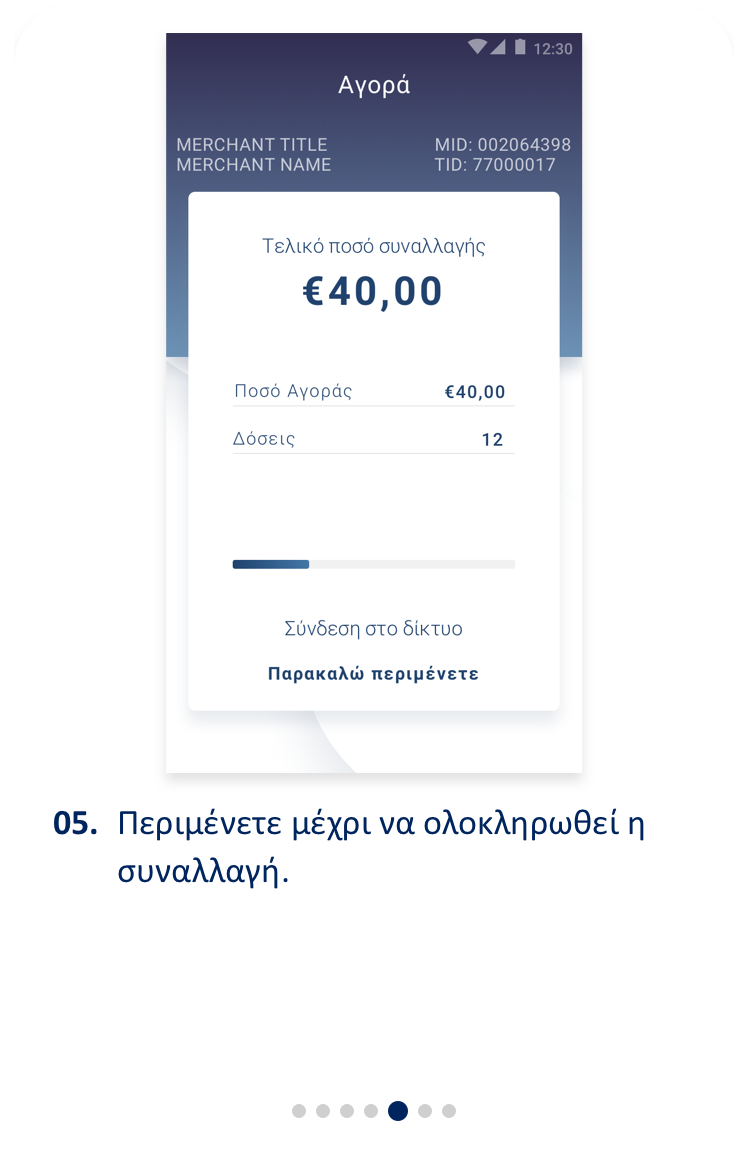 12:30
Αγορά
MERCHANT TITLE MID: 002064398
MERCHANT NAME TID: 77000017
Τελικό ποσό συναλλαγής
€40,00
Ποσό Αγοράς €40,00
Δόσεις 12
Σύνδεση στο δίκτυο
Παρακαλώ περιμένετε
05. Περιμένετε μέχρι να ολοκληρωθεί η
συναλλαγή.